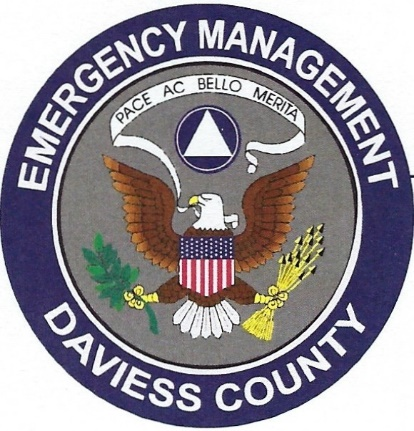 EMERGENCY MANAGEMENT
PACE AC BELLO MERITA
DAVIESS COUNTY